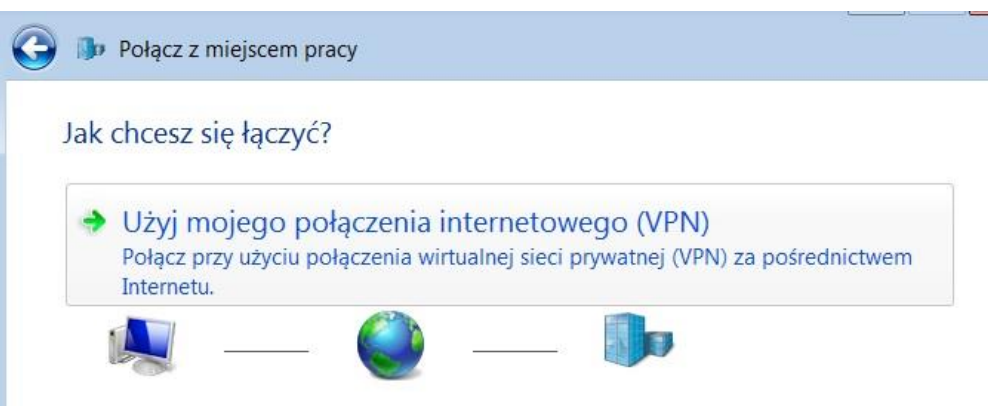 Połącz z miejscem pracy
Jak chcesz się łączyć?
Użyj mojego połączenia internetowego (VPN)
Połącz przy użyciu połączenia wirtualnej sieci prywatnej (VPN) za pośrednictwem
Internetu.